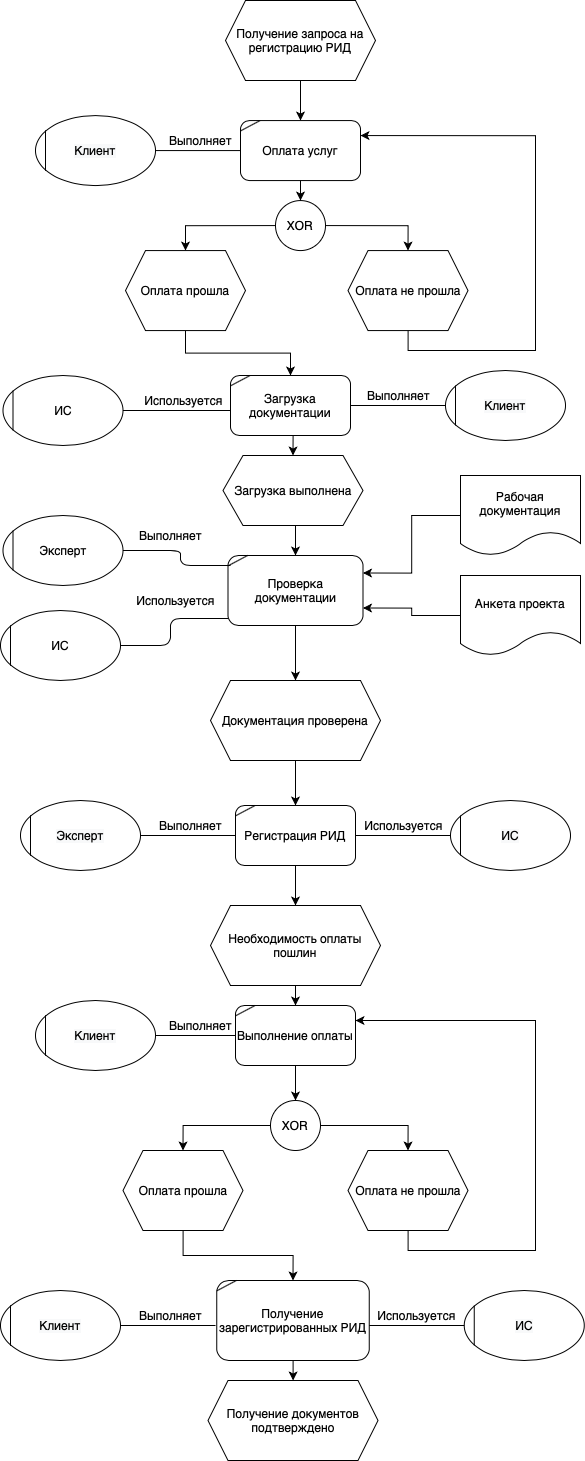 Получение запроса на
регистрацию РИД
Клиент
Выполняет
Оплата услуг
XOR
Оплата прошла
Оплата не прошла
ИС
Используется
Загрузка
документации
Выполняет
Клиент
Загрузка выполнена
Рабочая
документация
Эксперт
Выполняет
Проверка
документации
Используется
ИС
Анкета проекта
Документация проверена
Эксперт
Выполняет
Регистрация РИД
Используется
ИС
Необходимость оплаты
пошлин
Клиент
Выполняет
Выполнение оплаты
XOR
Оплата прошла
Оплата не прошла
Клиент
Выполняет
Получение
зарегистрированных РИД
Используется
ИС
Получение документов
подтверждено